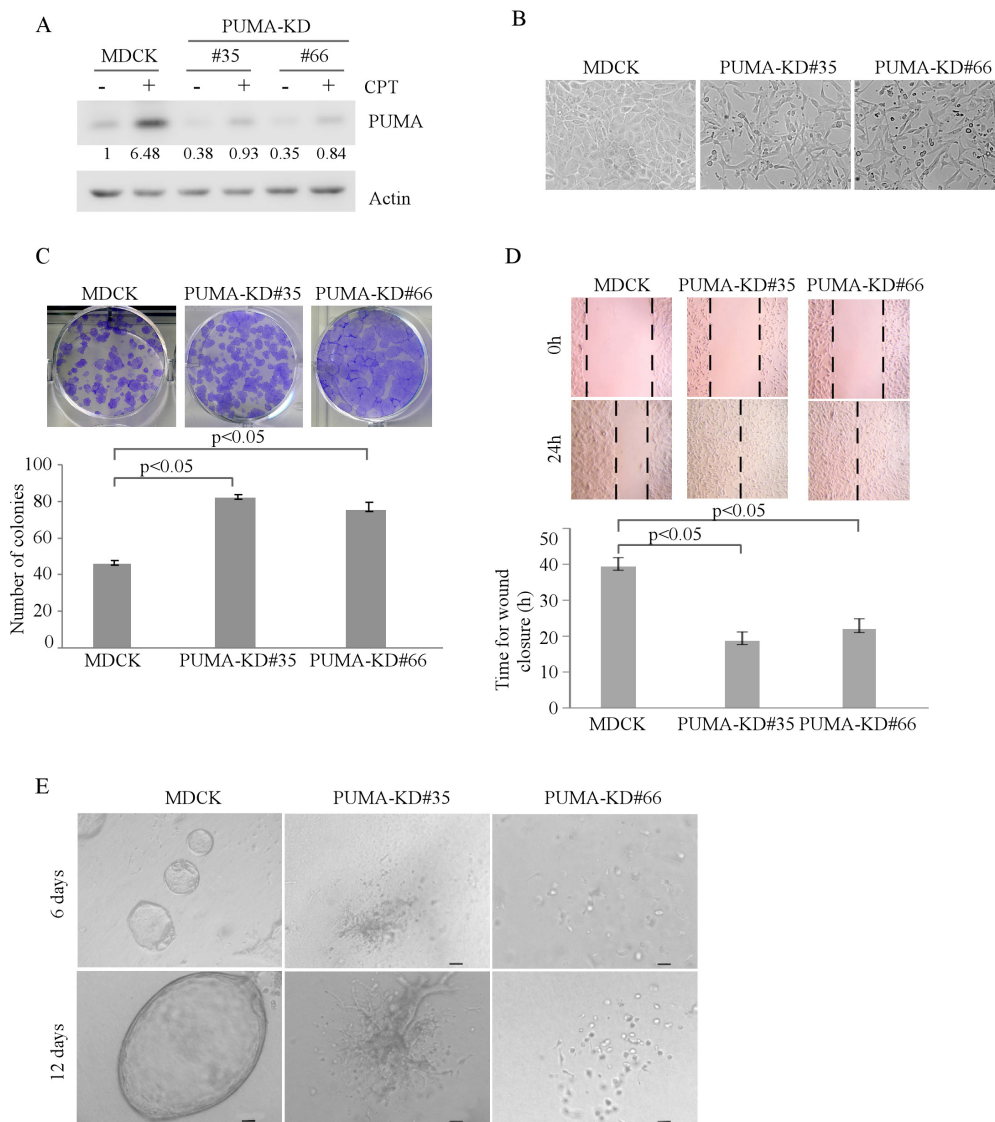 A
PUMA-KD
MDCK #35 #66
- + - + - + CPT
PUMA
1 6.48 0.38 0.93 0.35 0.84
Actin
B
MDCK PUMA-KD#35 PUMA-KD#66
C
MDCK PUMA-KD#35 PUMA-KD#66
p<0.05
p<0.05
Number of colonies
100
80
60
40
20
0
MDCK PUMA-KD#35 PUMA-KD#66
D
MDCK PUMA-KD#35 PUMA-KD#66
0h
24h
p<0.05
p<0.05
Time for wound
closure (h)
50
40
30
20
10
0
MDCK PUMA-KD#35 PUMA-KD#66
E
MDCK PUMA-KD#35 PUMA-KD#66
6 days
12 days